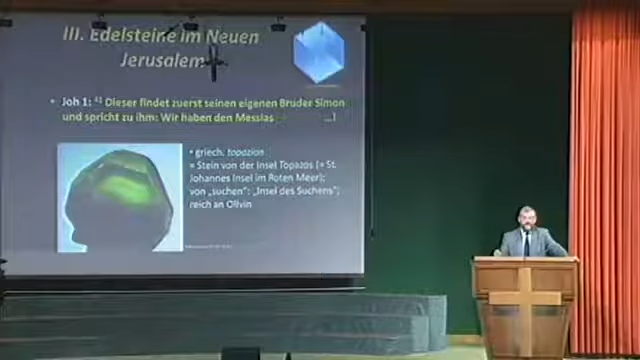 III. Edelsteine im Neuen
Jerusalem
• Joh 1: 41 Dieser findet zuerst seinen eigenen Bruder Simon
und spricht zu ihm: Wir haben den Messias ...]
• griech. topazion
= Stein von der Insel Topazos (= St.
Johannes Insel im Roten Meer);
von „suchen“: „Insel des Suchens“;
reich an Olivin